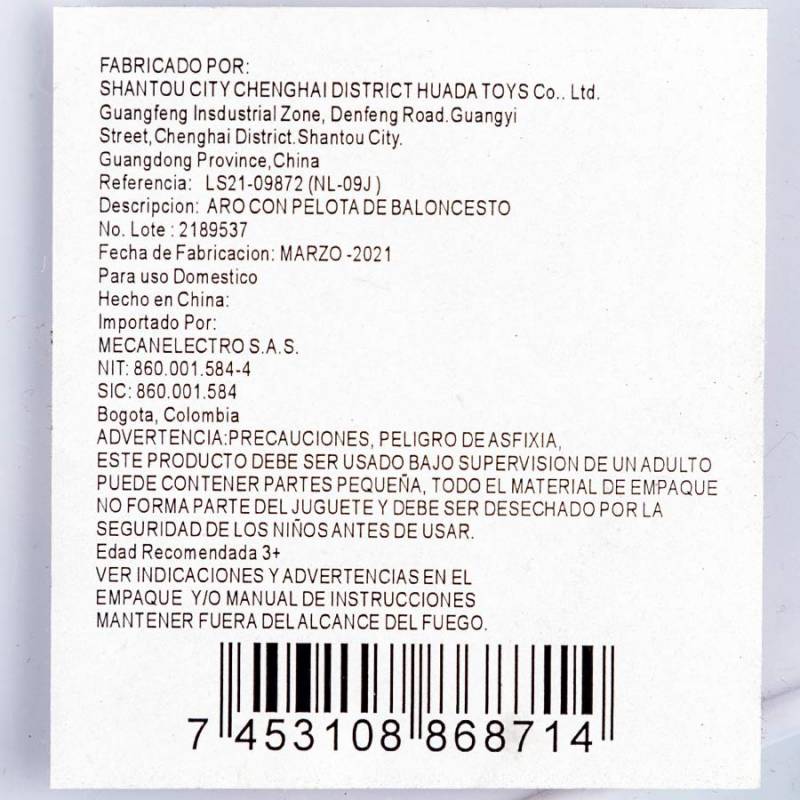 FABRICADO POR:
SHANTOU CITY CHENGHAI DISTRICT HUADA TOYS Co.. Ltd.
Guangfeng Insdustrial Zone, Denfeng Road.Guangyi
Street,Chenghai District.Shantou City.
Guangdong Province,China
Referencia: LS21-09872 (NL-09J)
Descripcion: ARO CON PELOTA DE BALONCESTO
No. Lote : 2189537
Fecha de Fabricacion: MARZO -2021
Para uso Domestico
Hecho en China:
Importado Por:
MECANELECTRO S.A.S.
NIT: 860.001.584-4
SIC: 860.001.584
Bogota, Colombia
ADVERTENCIA:PRECAUCIONES, PELIGRO DE ASFIXIA,
ESTE PRODUCTO DEBE SER USADO BAJO SUPERVISION DE UN ADULTO
PUEDE CONTENER PARTES PEQUEÑA, TODO EL MATERIAL DE EMPAQUE
NO FORMA PARTE DEL JUGUETE Y DEBE SER DESECHADO POR LA
SEGURIDAD DE LOS NIÑOS ANTES DE USAR.
Edad Recomendada 3+
VER INDICACIONES Y ADVERTENCIAS EN EL
EMPAQUE Y/O MANUAL DE INSTRUCCIONES
MANTENER FUERA DEL ALCANCE DEL FUEGO.
7 453108 868714